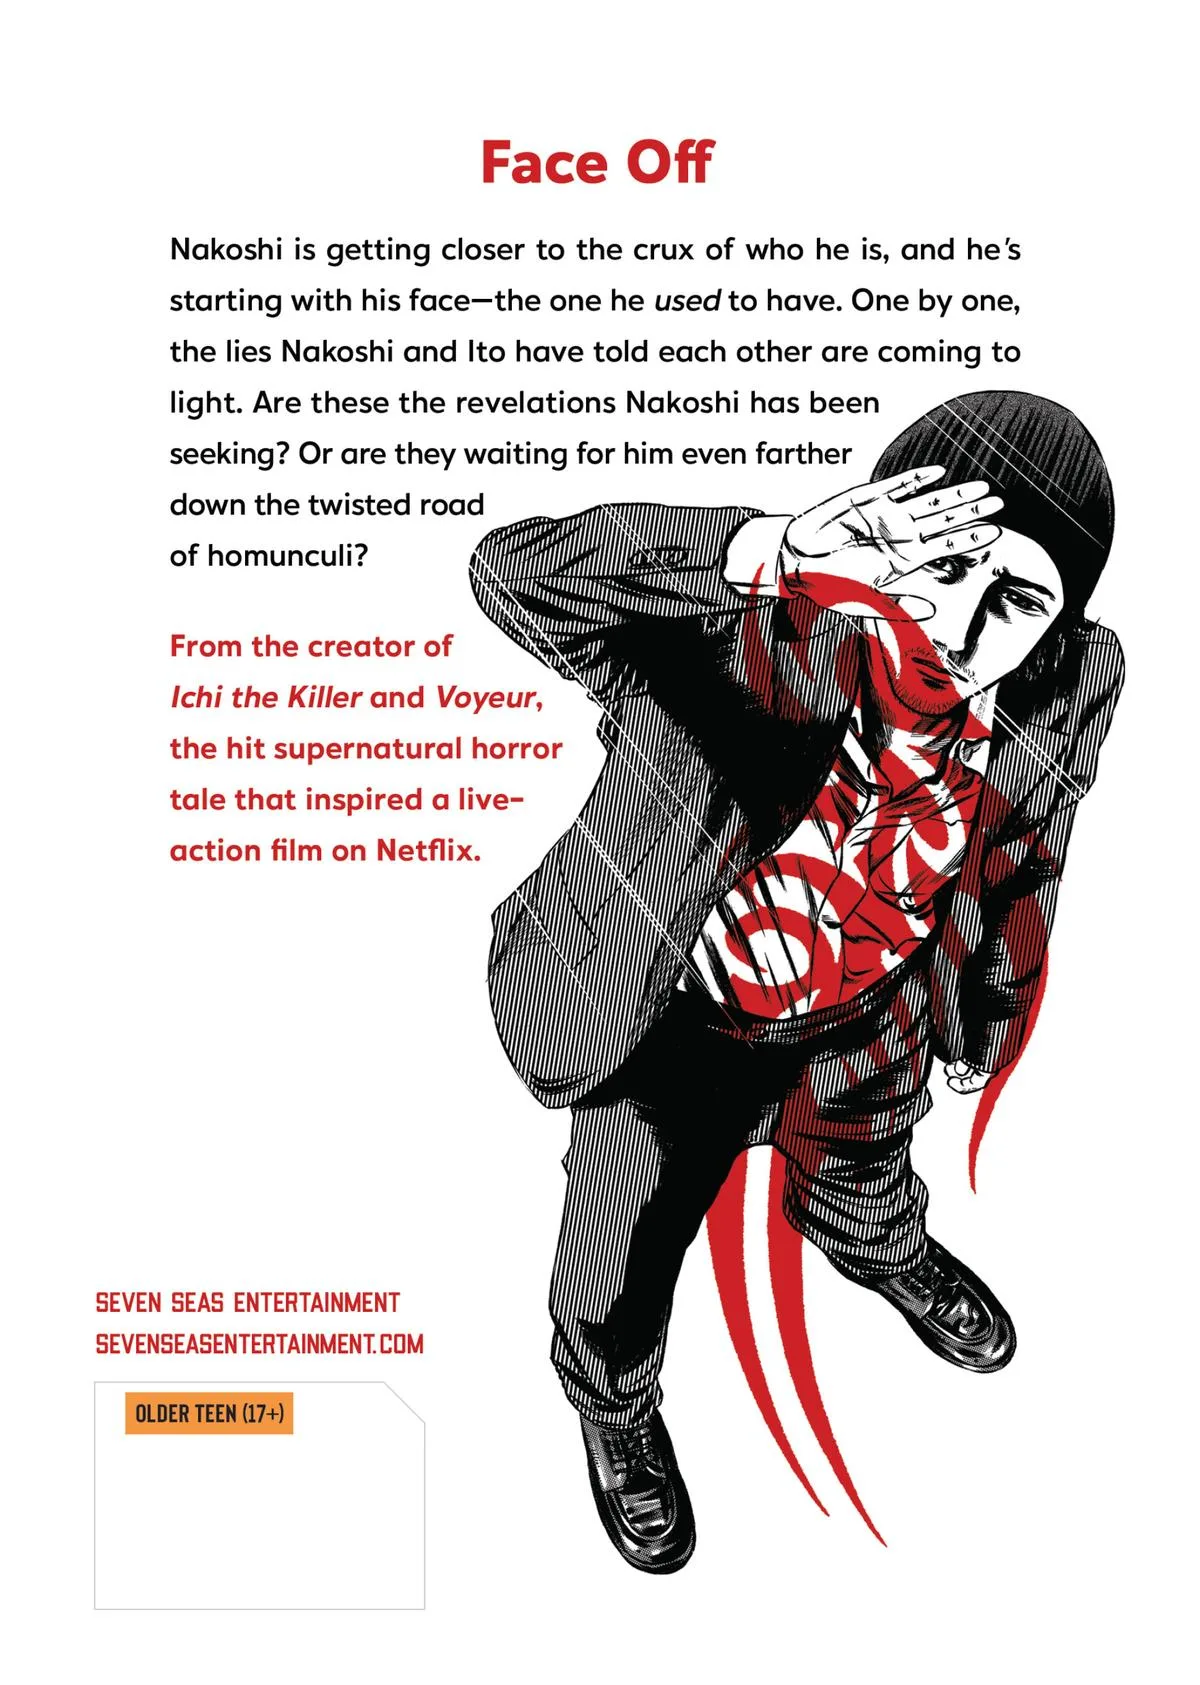 Face Off
Nakoshi is getting closer to the crux of who he is, and he's
starting with his face—the one he used to have. One by one,
the lies Nakoshi and Ito have told each other are coming to
light. Are these the revelations Nakoshi has been
seeking? Or are they waiting for him even farther
down the twisted road
of homunculi?
From the creator of
Ichi the Killer and Voyeur,
the hit supernatural horror
tale that inspired a live-
action film on Netflix.
SEVEN SEAS ENTERTAINMENT
SEVENSEASENTERTAINMENT.COM
OLDER TEEN (17+)